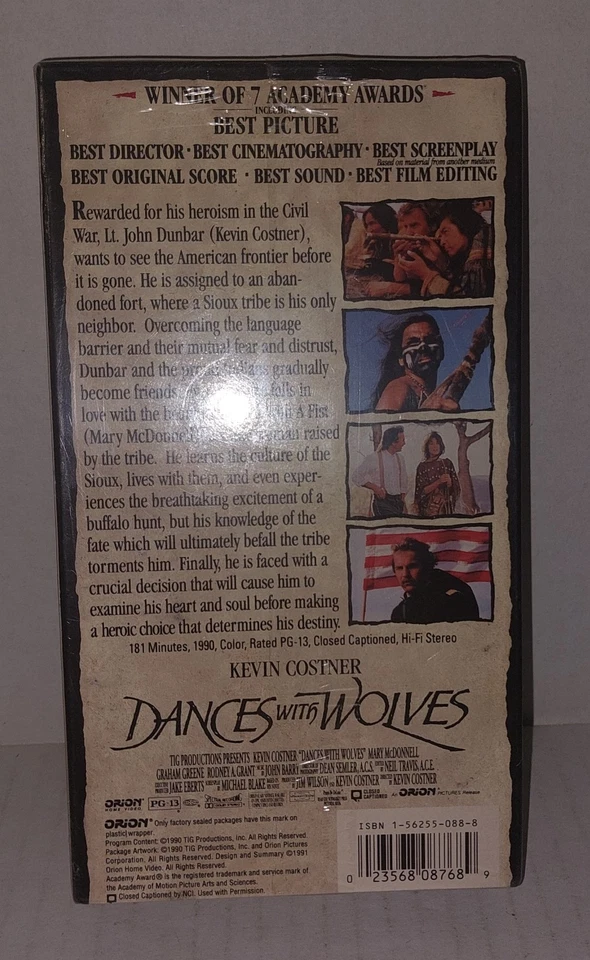 WINNER OF 7 ACADEMY AWARDS®
BEST PICTURE
BEST DIRECTOR · BEST CINEMATOGRAPHY · BEST SCREENPLAY
Based on material from another medium
BEST ORIGINAL SCORE · BEST SOUND · BEST FILM EDITING
Rewarded for his heroism in the Civil
War, Lt. John Dunbar (Kevin Costner),
wants to see the American frontier before
it is gone. He is assigned to an aban-
doned fort, where a Sioux tribe is his only
neighbor. Overcoming the language
barrier and their mutual fear and distrust,
Dunbar and the gradually
become friends. falls in
love with the A Fist
(Mary McDonnell) raised
by the tribe. He learns the culture of the
Sioux, lives with them, and even exper-
iences the breathtaking excitement of a
buffalo hunt, but his knowledge of the
fate which will ultimately befall the tribe
torments him. Finally, he is faced with a
crucial decision that will cause him to
examine his heart and soul before making
a heroic choice that determines his destiny.
181 Minutes, 1990, Color, Rated PG-13, Closed Captioned, Hi-Fi Stereo
KEVIN COSTNER
DANCES WITH WOLVES
TIG PRODUCTIONS PRESENTS KEVIN COSTNER "DANCES WITH WOLVES" MARY McDONNELL
GRAHAM GREENE RODNEY A. GRANT JOHN BARRY DEAN SEMLER, A.C.S. NEIL TRAVIS, A.C.E.
JAKE EBERTS MICHAEL BLAKE JIM WILSON KEVIN COSTNER KEVIN COSTNER
ORION HOME VIDEO PG-13 CLOSED CAPTIONED An ORION PICTURES Release
ORION® Only factory sealed packages have this mark on
plastic wrapper.
Program Content: ©1990 TIG Productions, Inc. All Rights Reserved.
Package Artwork: ©1990 TIG Productions, Inc. and Orion Pictures
Corporation. All Rights Reserved. Design and Summary ©1991
Orion Home Video. All Rights Reserved.
Academy Award® is the registered trademark and service mark of
the Academy of Motion Picture Arts and Sciences.
Closed Captioned by NCI. Used with Permission.
ISBN 1-56255-088-8
0 23568 08768 9